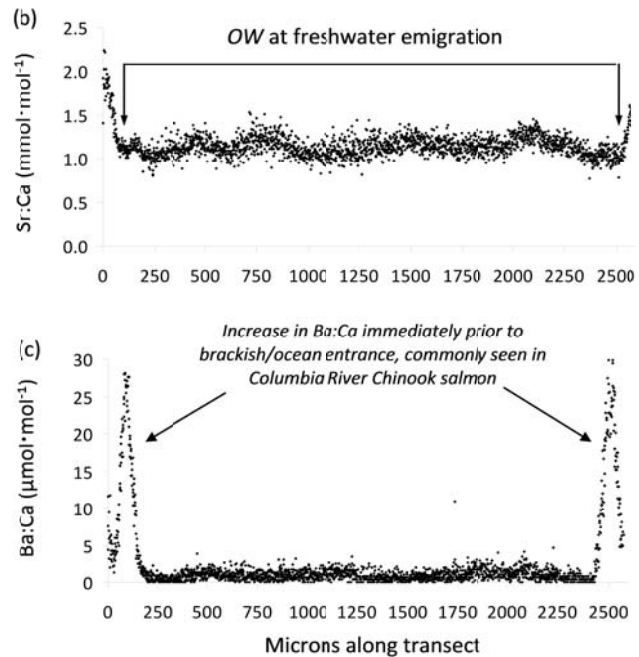 (b)
OW at freshwater emigration
Sr:Ca (mmol·mol⁻¹)
2.5
2.0
1.5
1.0
0.5
0.0
0 250 500 750 1000 1250 1500 1750 2000 2250 2500
(c)
Increase in Ba:Ca immediately prior to
brackish/ocean entrance, commonly seen in
Columbia River Chinook salmon
Ba:Ca (μmol·mol⁻¹)
30
25
20
15
10
5
0
0 250 500 750 1000 1250 1500 1750 2000 2250 2500
Microns along transect